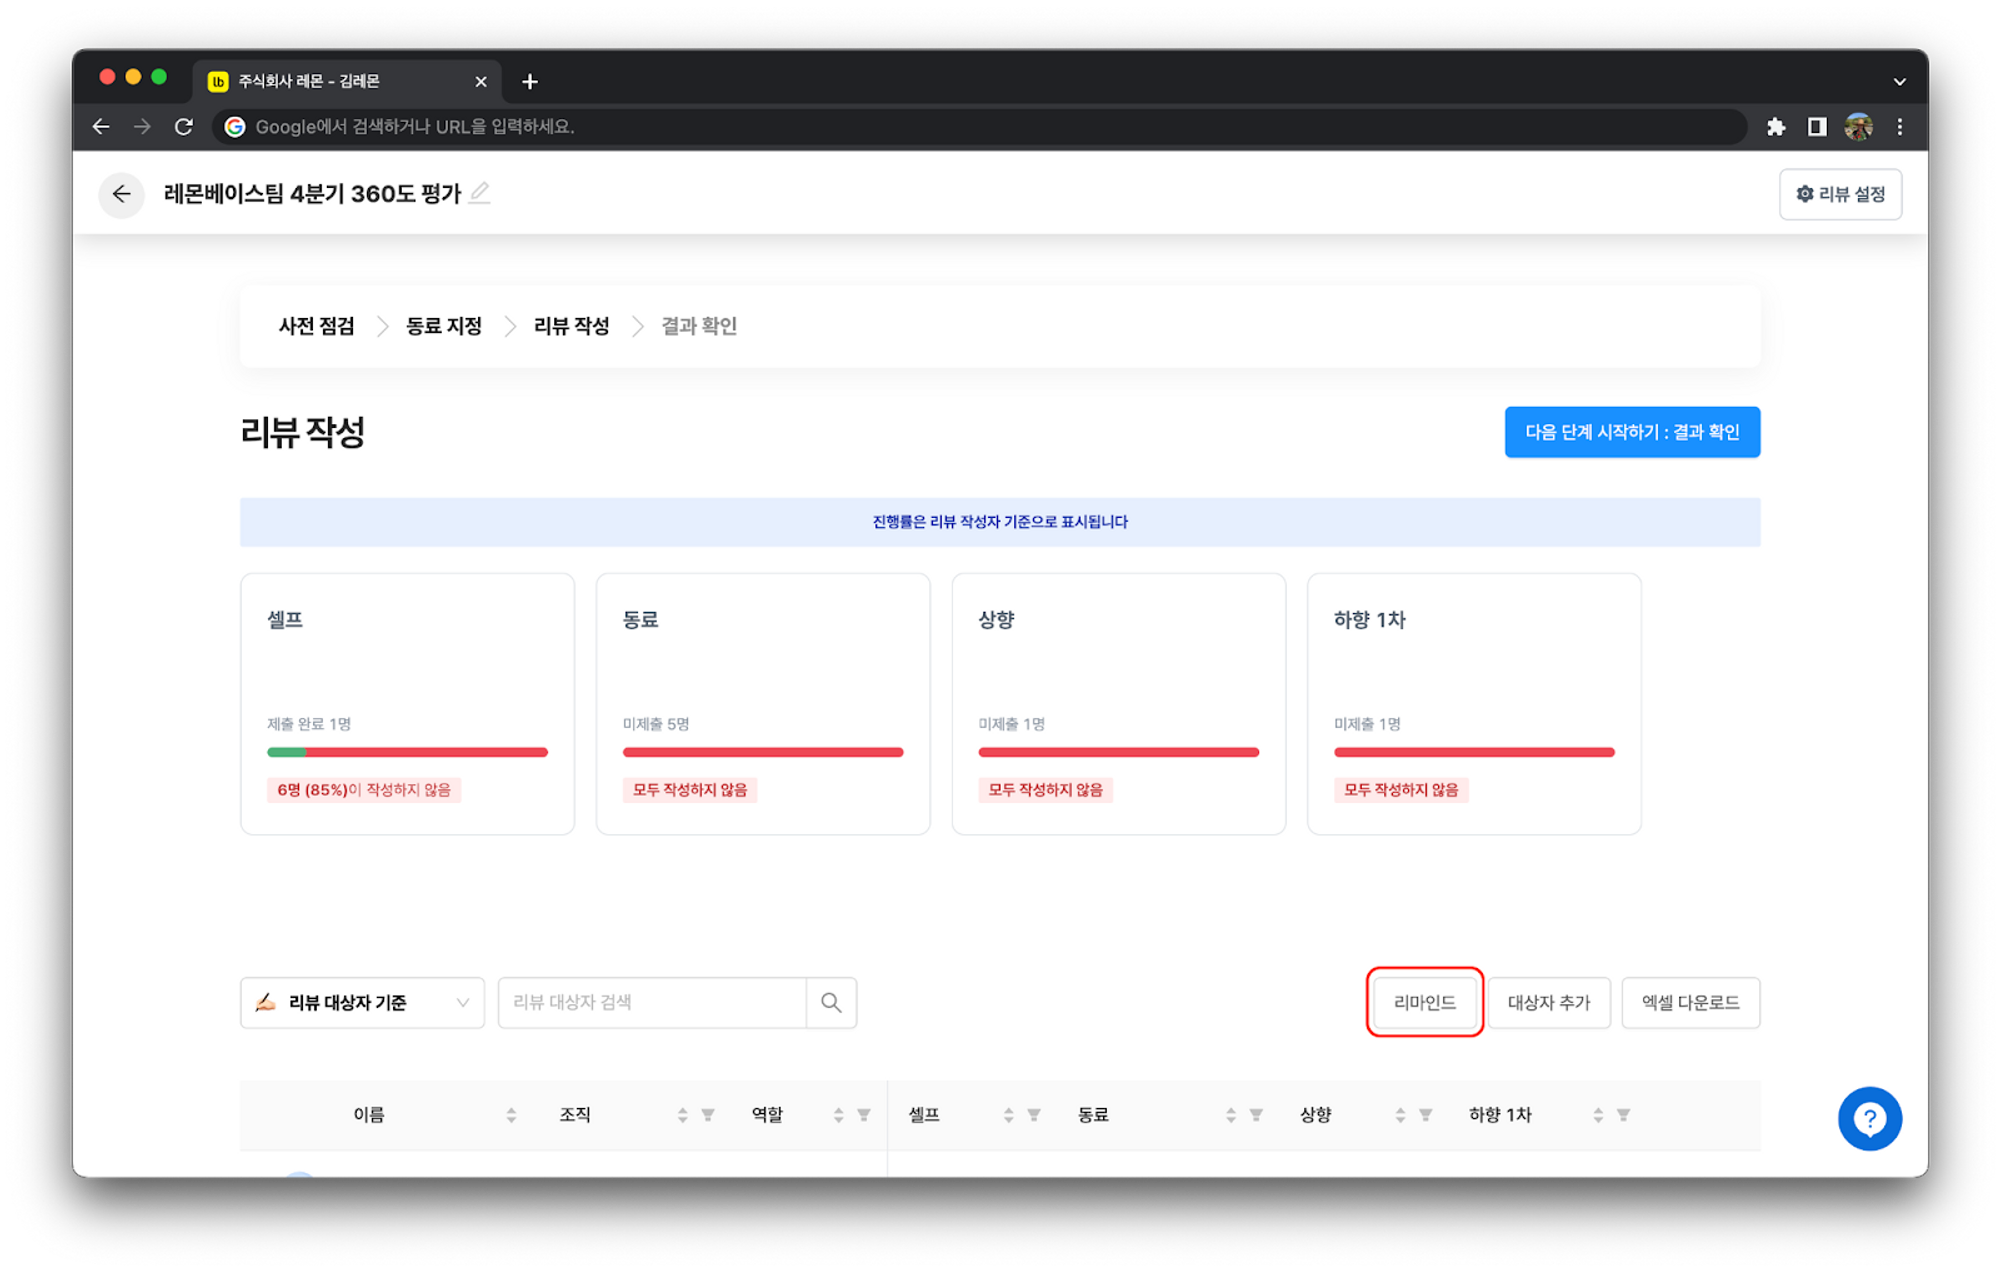 lb 주식회사 레몬 - 김레몬
Google에서 검색하거나 URL을 입력하세요.
레몬베이스팀 4분기 360도 평가
리뷰 설정
사전 점검 동료 지정 리뷰 작성 결과 확인
리뷰 작성
다음 단계 시작하기 : 결과 확인
진행률은 리뷰 작성자 기준으로 표시됩니다
셀프
제출 완료 1명
6명 (85%)이 작성하지 않음
동료
미제출 5명
모두 작성하지 않음
상향
미제출 1명
모두 작성하지 않음
하향 1차
미제출 1명
모두 작성하지 않음
리뷰 대상자 기준
리뷰 대상자 검색
리마인드
대상자 추가
엑셀 다운로드
이름 조직 역할 셀프 동료 상향 하향 1차